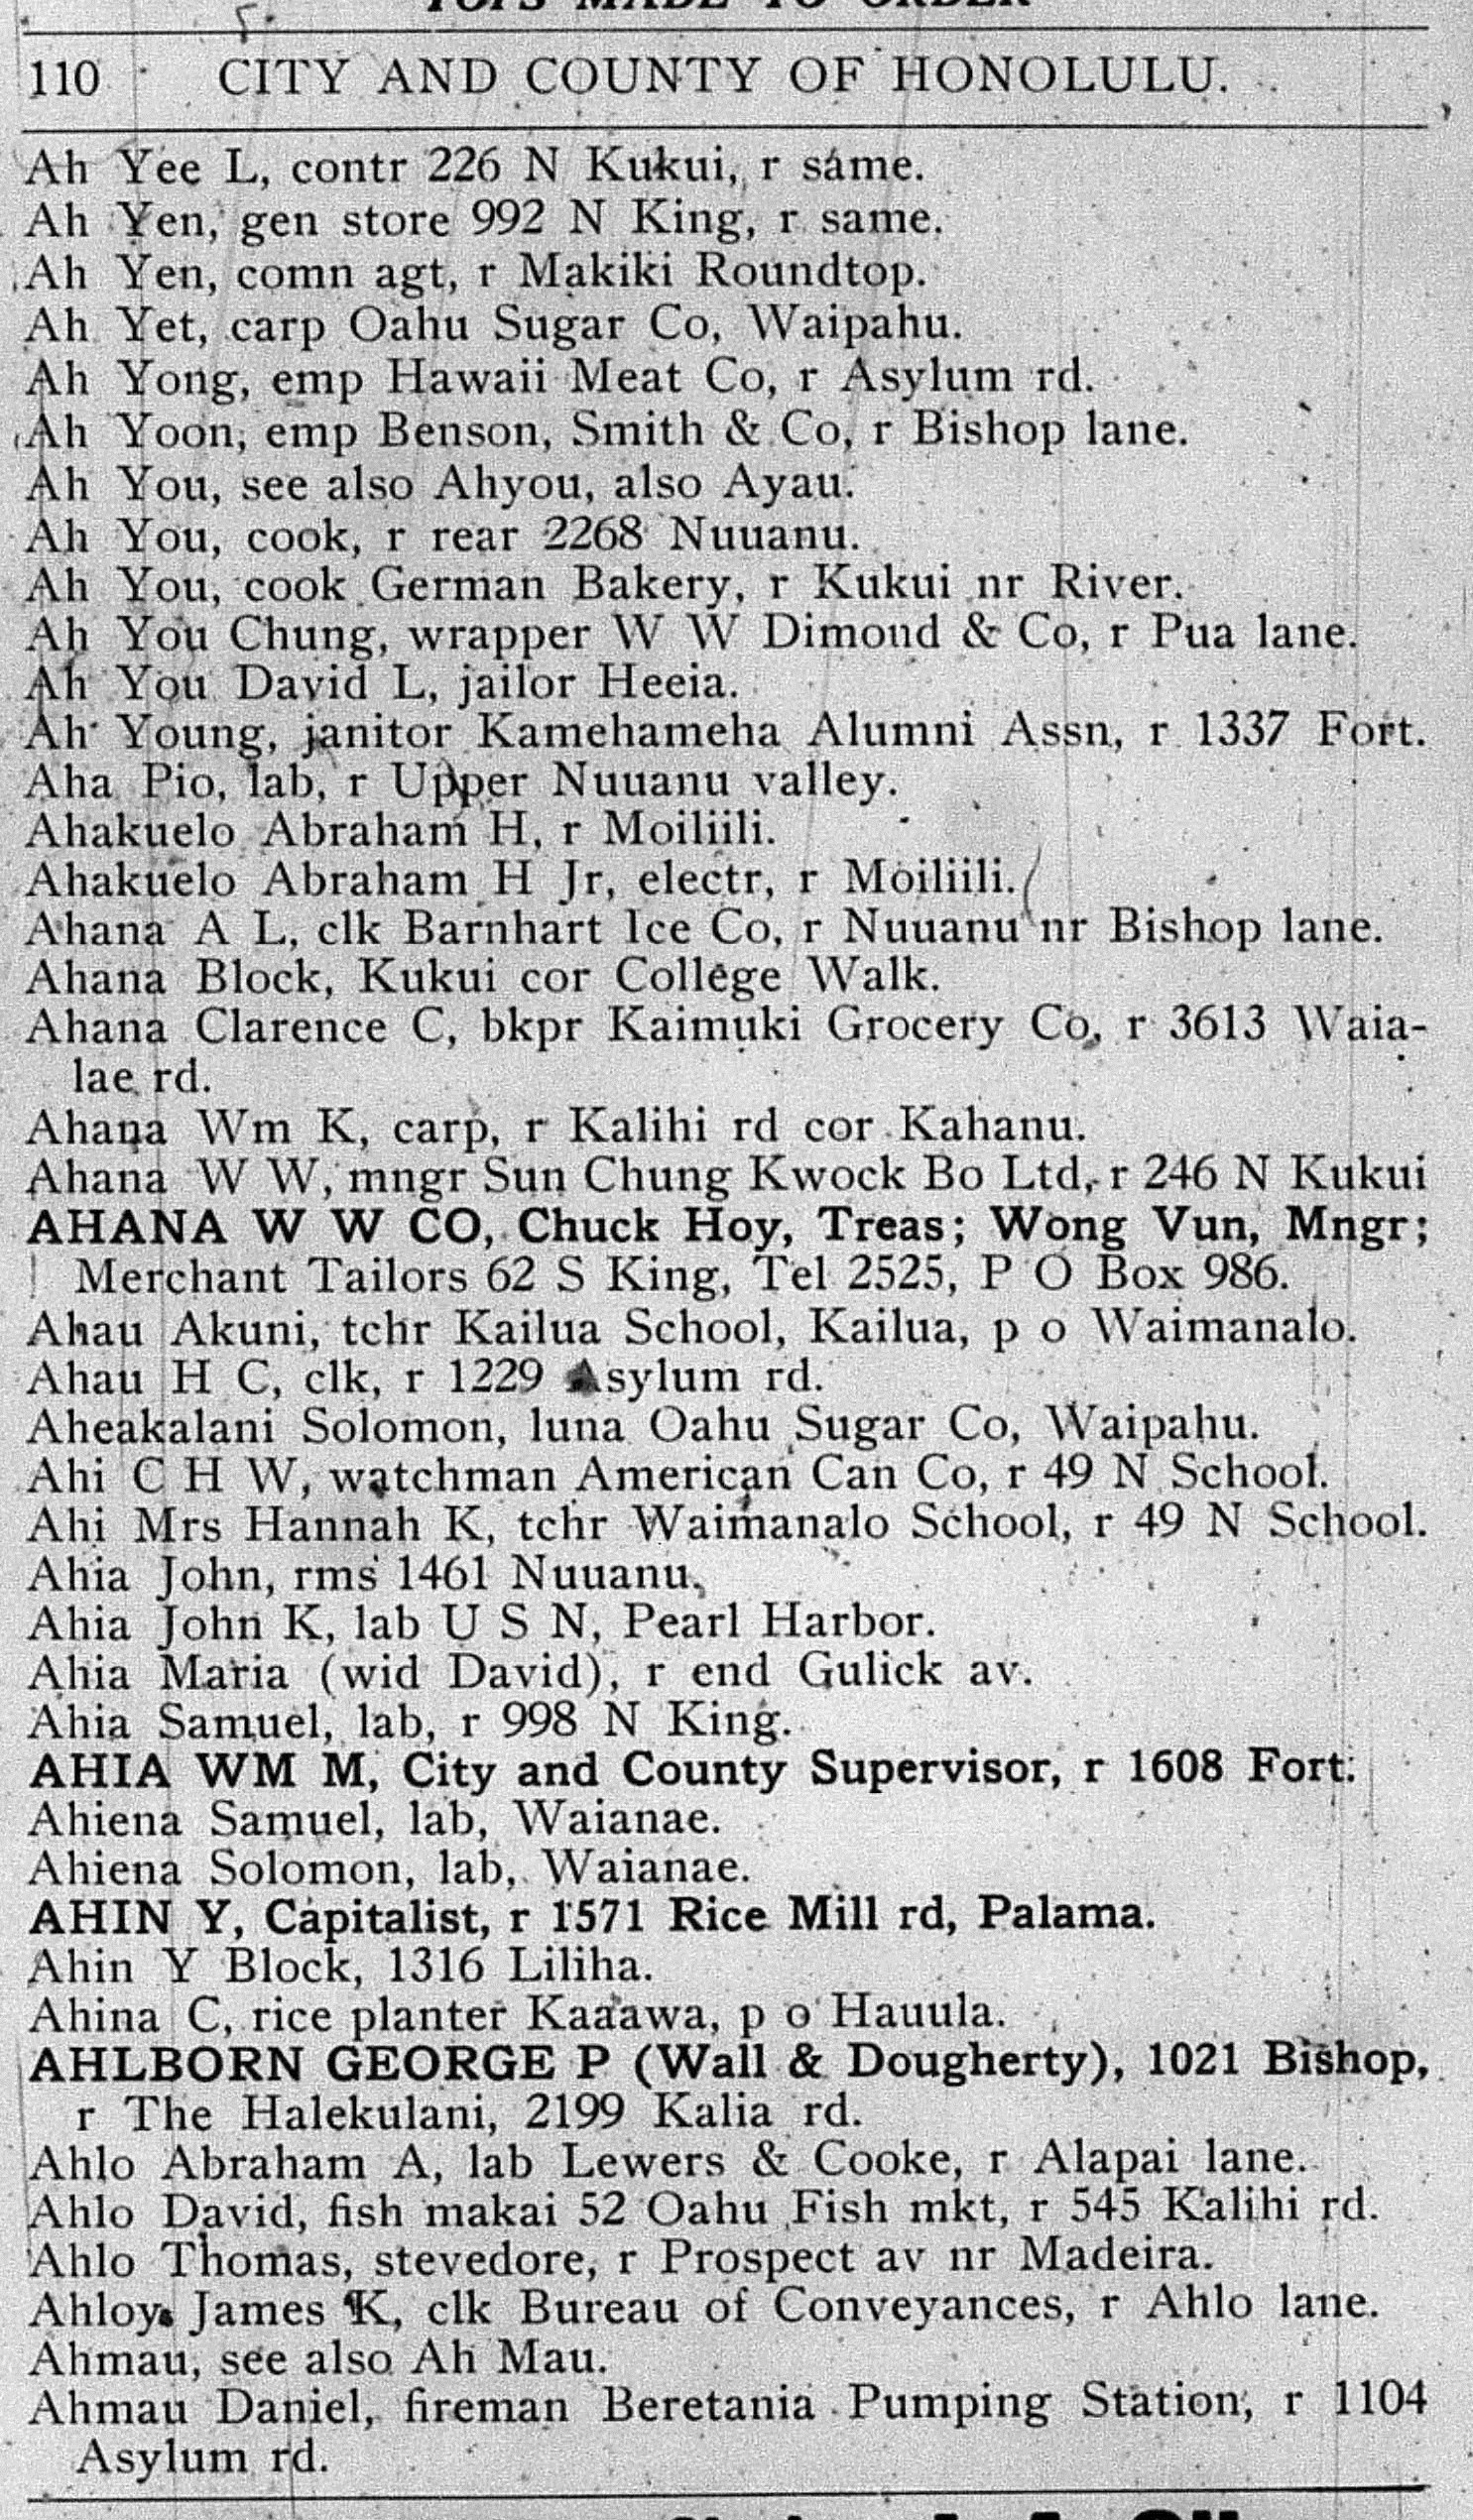 TOPS MADE TO ORDER
110 CITY AND COUNTY OF HONOLULU.
Ah Yee L, contr 226 N Kukui, r same.
Ah Yen, gen store 992 N King, r same.
Ah Yen, comn agt, r Makiki Roundtop.
Ah Yet, carp Oahu Sugar Co, Waipahu.
Ah Yong, emp Hawaii Meat Co, r Asylum rd.
Ah Yoon, emp Benson, Smith & Co, r Bishop lane.
Ah You, see also Ahyou, also Ayau.
Ah You, cook, r rear 2268 Nuuanu.
Ah You, cook German Bakery, r Kukui nr River.
Ah You Chung, wrapper W W Dimond & Co, r Pua lane.
Ah You David L, jailor Heeia.
Ah Young, janitor Kamehameha Alumni Assn, r 1337 Fort.
Aha Pio, lab, r Upper Nuuanu valley.
Ahakuelo Abraham H, r Moiliili.
Ahakuelo Abraham H Jr, electr, r Moiliili.
Ahana A L, clk Barnhart Ice Co, r Nuuanu nr Bishop lane.
Ahana Block, Kukui cor College Walk.
Ahana Clarence C, bkpr Kaimuki Grocery Co, r 3613 Waia-
lae rd.
Ahana Wm K, carp, r Kalihi rd cor Kahanu.
Ahana W W, mngr Sun Chung Kwock Bo Ltd, r 246 N Kukui
AHANA W W CO, Chuck Hoy, Treas; Wong Vun, Mngr;
Merchant Tailors 62 S King, Tel 2525, P O Box 986.
Ahau Akuni, tchr Kailua School, Kailua, p o Waimanalo.
Ahau H C, clk, r 1229 Asylum rd.
Aheakalani Solomon, luna Oahu Sugar Co, Waipahu.
Ahi C H W, watchman American Can Co, r 49 N School.
Ahi Mrs Hannah K, tchr Waimanalo School, r 49 N School.
Ahia John, rms 1461 Nuuanu.
Ahia John K, lab U S N, Pearl Harbor.
Ahia Maria (wid David), r end Gulick av.
Ahia Samuel, lab, r 998 N King.
AHIA WM M, City and County Supervisor, r 1608 Fort.
Ahiena Samuel, lab, Waianae.
Ahiena Solomon, lab, Waianae.
AHIN Y, Capitalist, r 1571 Rice Mill rd, Palama.
Ahin Y Block, 1316 Liliha.
Ahina C, rice planter Kaaawa, p o Hauula.
AHLBORN GEORGE P (Wall & Dougherty), 1021 Bishop,
r The Halekulani, 2199 Kalia rd.
Ahlo Abraham A, lab Lewers & Cooke, r Alapai lane.
Ahlo David, fish makai 52 Oahu Fish mkt, r 545 Kalihi rd.
Ahlo Thomas, stevedore, r Prospect av nr Madeira.
Ahloy James K, clk Bureau of Conveyances, r Ahlo lane.
Ahmau, see also Ah Mau.
Ahmau Daniel, fireman Beretania Pumping Station, r 1104
Asylum rd.